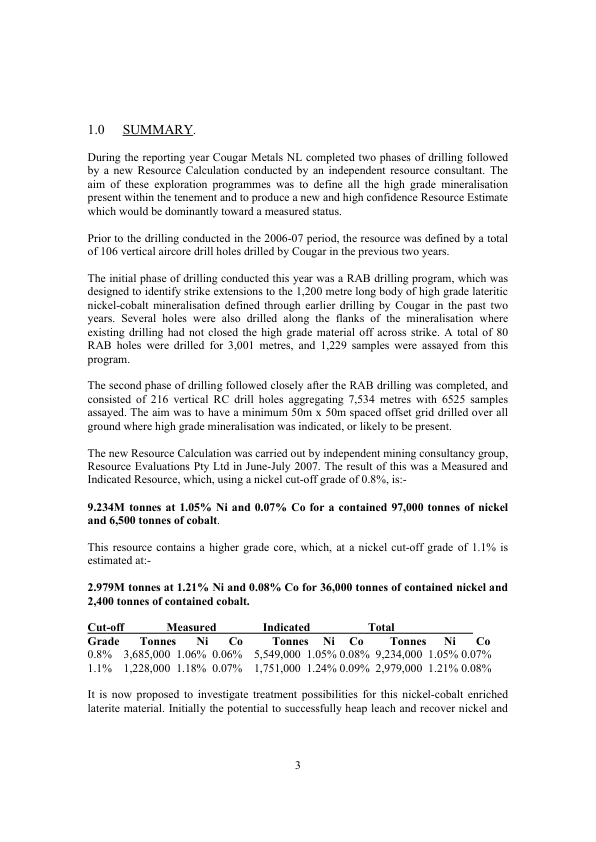 1.0 SUMMARY.
During the reporting year Cougar Metals NL completed two phases of drilling followed
by a new Resource Calculation conducted by an independent resource consultant. The
aim of these exploration programmes was to define all the high grade mineralisation
present within the tenement and to produce a new and high confidence Resource Estimate
which would be dominantly toward a measured status.
Prior to the drilling conducted in the 2006-07 period, the resource was defined by a total
of 106 vertical aircore drill holes drilled by Cougar in the previous two years.
The initial phase of drilling conducted this year was a RAB drilling program, which was
designed to identify strike extensions to the 1,200 metre long body of high grade lateritic
nickel-cobalt mineralisation defined through earlier drilling by Cougar in the past two
years. Several holes were also drilled along the flanks of the mineralisation where
existing drilling had not closed the high grade material off across strike. A total of 80
RAB holes were drilled for 3,001 metres, and 1,229 samples were assayed from this
program.
The second phase of drilling followed closely after the RAB drilling was completed, and
consisted of 216 vertical RC drill holes aggregating 7,534 metres with 6525 samples
assayed. The aim was to have a minimum 50m x 50m spaced offset grid drilled over all
ground where high grade mineralisation was indicated, or likely to be present.
The new Resource Calculation was carried out by independent mining consultancy group,
Resource Evaluations Pty Ltd in June-July 2007. The result of this was a Measured and
Indicated Resource, which, using a nickel cut-off grade of 0.8%, is:-
9.234M tonnes at 1.05% Ni and 0.07% Co for a contained 97,000 tonnes of nickel
and 6,500 tonnes of cobalt.
This resource contains a higher grade core, which, at a nickel cut-off grade of 1.1% is
estimated at:-
2.979M tonnes at 1.21% Ni and 0.08% Co for 36,000 tonnes of contained nickel and
2,400 tonnes of contained cobalt.
Cut-off Measured Indicated Total
Grade Tonnes Ni Co Tonnes Ni Co Tonnes Ni Co
0.8% 3,685,000 1.06% 0.06% 5,549,000 1.05% 0.08% 9,234,000 1.05% 0.07%
1.1% 1,228,000 1.18% 0.07% 1,751,000 1.24% 0.09% 2,979,000 1.21% 0.08%
It is now proposed to investigate treatment possibilities for this nickel-cobalt enriched
laterite material. Initially the potential to successfully heap leach and recover nickel and
3